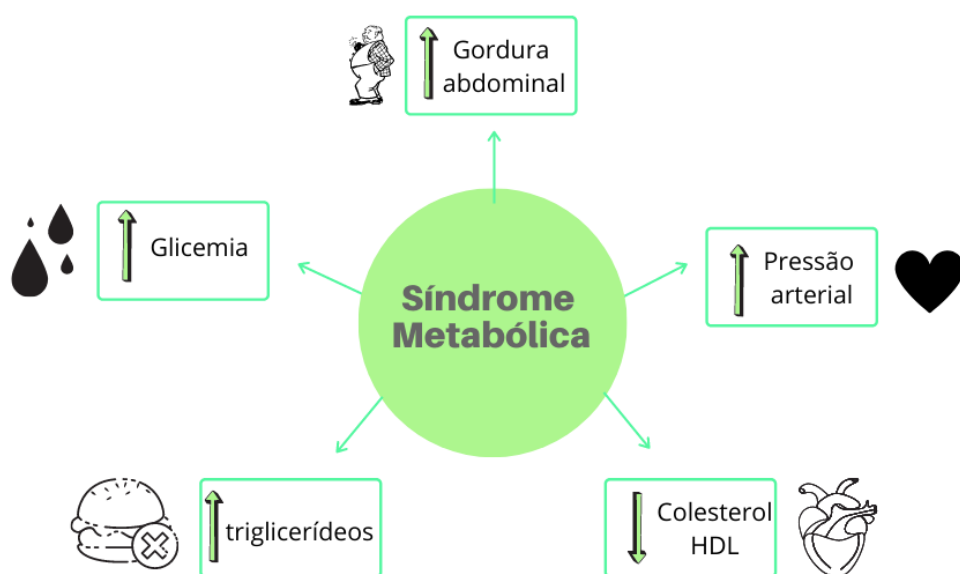 Gordura
abdominal
Glicemia
Pressão
arterial
Síndrome
Metabólica
triglicerídeos
Colesterol
HDL